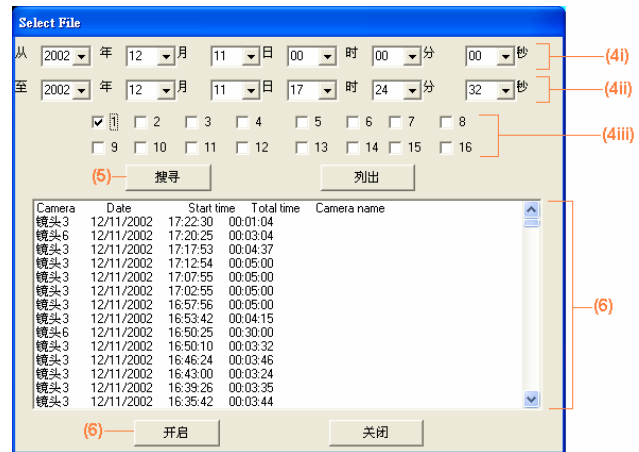 Select File
从 2002 年 12 月 11 日 00 时 00 分 00 秒 (4i)
至 2002 年 12 月 11 日 17 时 24 分 32 秒 (4ii)
1 2 3 4 5 6 7 8
(4iii)
9 10 11 12 13 14 15 16
(5) 搜寻 列出
Camera Date Start time Total time Camera name
镜头3 12/11/2002 17:22:30 00:01:04
镜头6 12/11/2002 17:20:25 00:03:04
镜头3 12/11/2002 17:17:53 00:04:37
镜头3 12/11/2002 17:12:54 00:05:00
镜头3 12/11/2002 17:07:55 00:05:00
镜头3 12/11/2002 17:02:55 00:05:00
镜头3 12/11/2002 16:57:56 00:05:00
镜头3 12/11/2002 16:53:42 00:04:15
镜头6 12/11/2002 16:50:25 00:30:00
镜头3 12/11/2002 16:50:10 00:03:32
镜头3 12/11/2002 16:46:24 00:03:46
镜头3 12/11/2002 16:43:00 00:03:24
镜头3 12/11/2002 16:39:26 00:03:35
镜头3 12/11/2002 16:35:42 00:03:44
(6)
(6) 开启 关闭